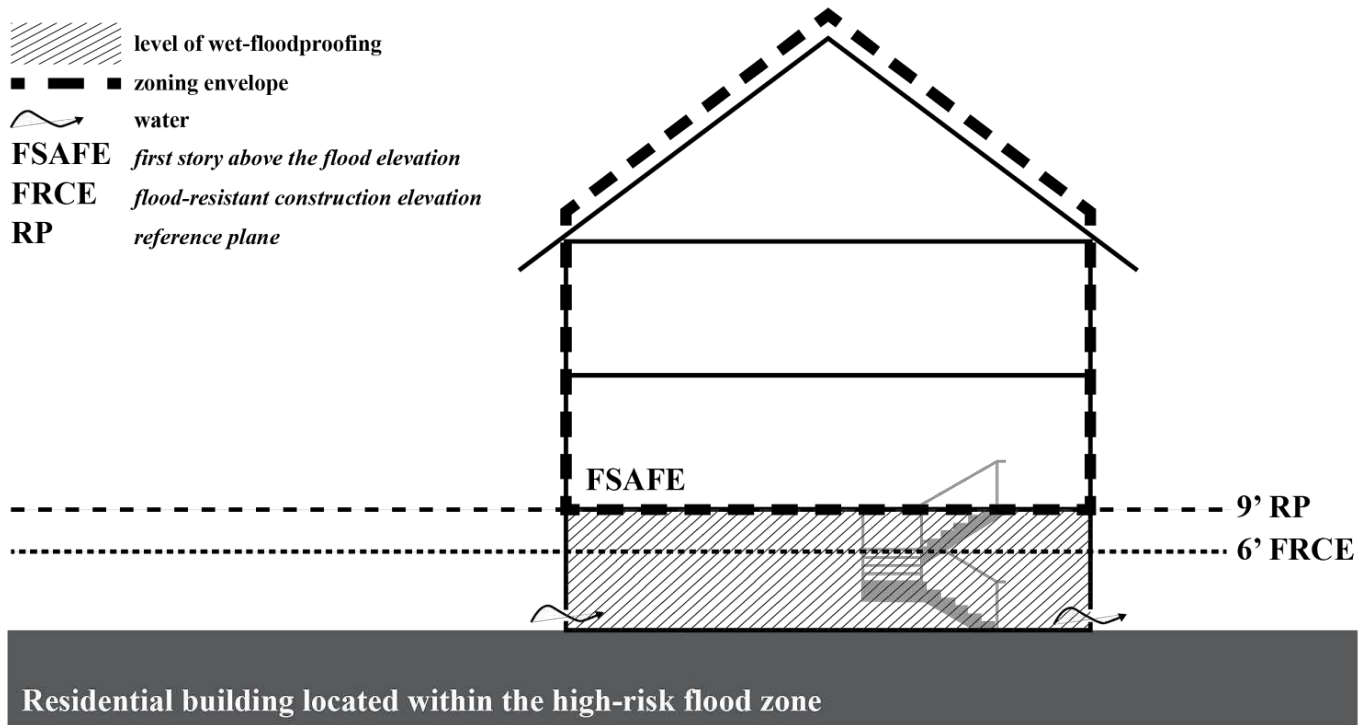 level of wet-floodproofing
zoning envelope
water
FSAFE first story above the flood elevation
FRCE flood-resistant construction elevation
RP reference plane
FSAFE
9’ RP
6’ FRCE
Residential building located within the high-risk flood zone